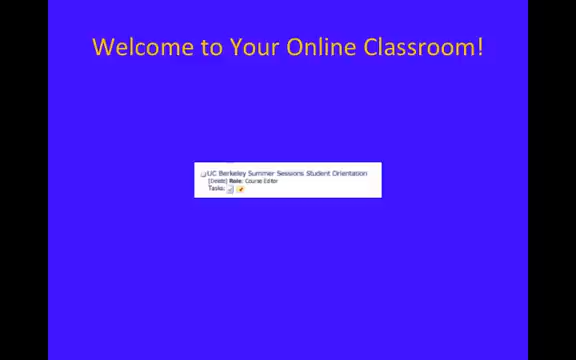 Welcome to Your Online Classroom!
UC Berkeley Summer Sessions Student Orientation
[Delete] Role: Course Editor
Tasks: